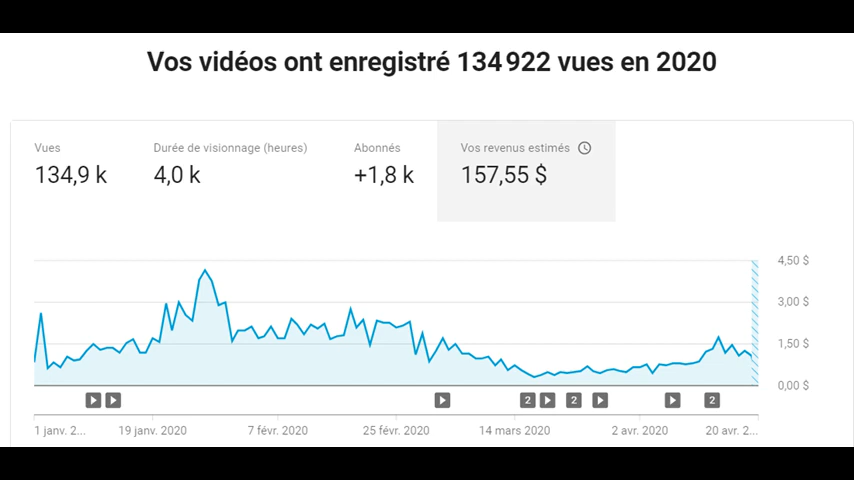 Vos vidéos ont enregistré 134 922 vues en 2020
Vues
Durée de visionnage (heures)
Abonnés
Vos revenus estimés
134,9 k
4,0 k
+1,8 k
157,55 $
4,50 $
3,00 $
1,50 $
0,00 $
2
2
2
1 janv. 2...
19 janv. 2020
7 févr. 2020
25 févr. 2020
14 mars 2020
2 avr. 2020
20 avr. 2...